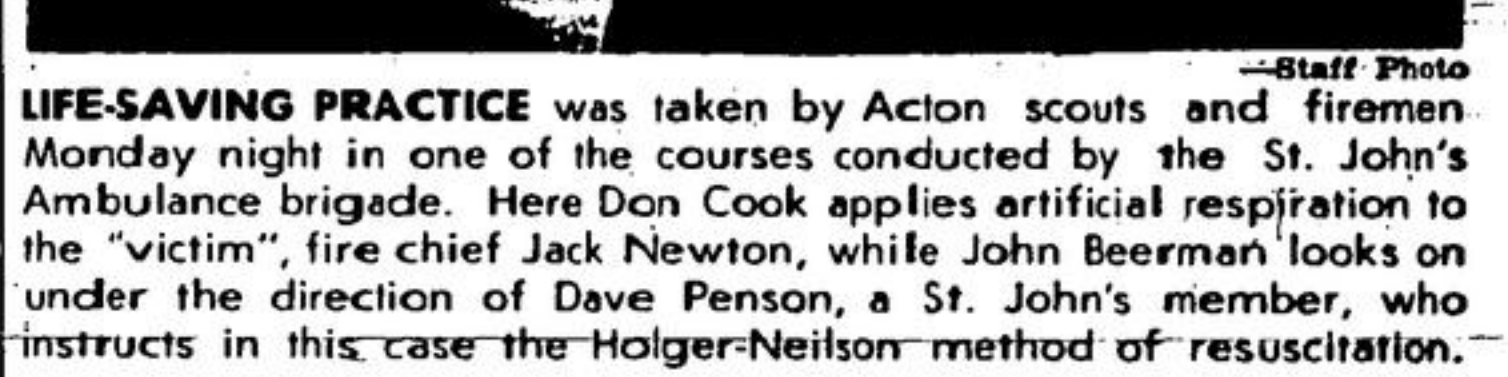 —Staff Photo
LIFE-SAVING PRACTICE was taken by Acton scouts and firemen
Monday night in one of the courses conducted by the St. John's
Ambulance brigade. Here Don Cook applies artificial respiration to
the "victim", fire chief Jack Newton, while John Beerman looks on
under the direction of Dave Penson, a St. John's member, who
instructs in this case the Holger-Neilson method of resuscitation.